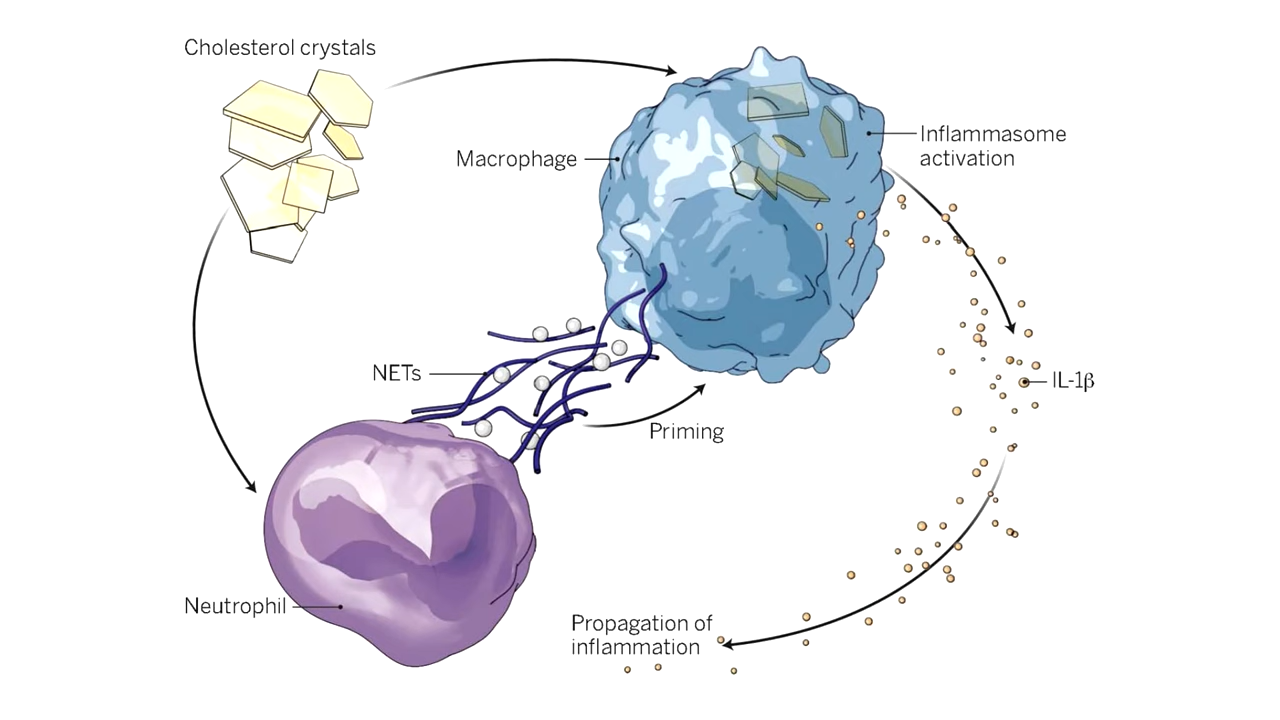 Cholesterol crystals
Macrophage
Inflammasome
activation
NETs
IL-1β
Priming
Neutrophil
Propagation of
inflammation